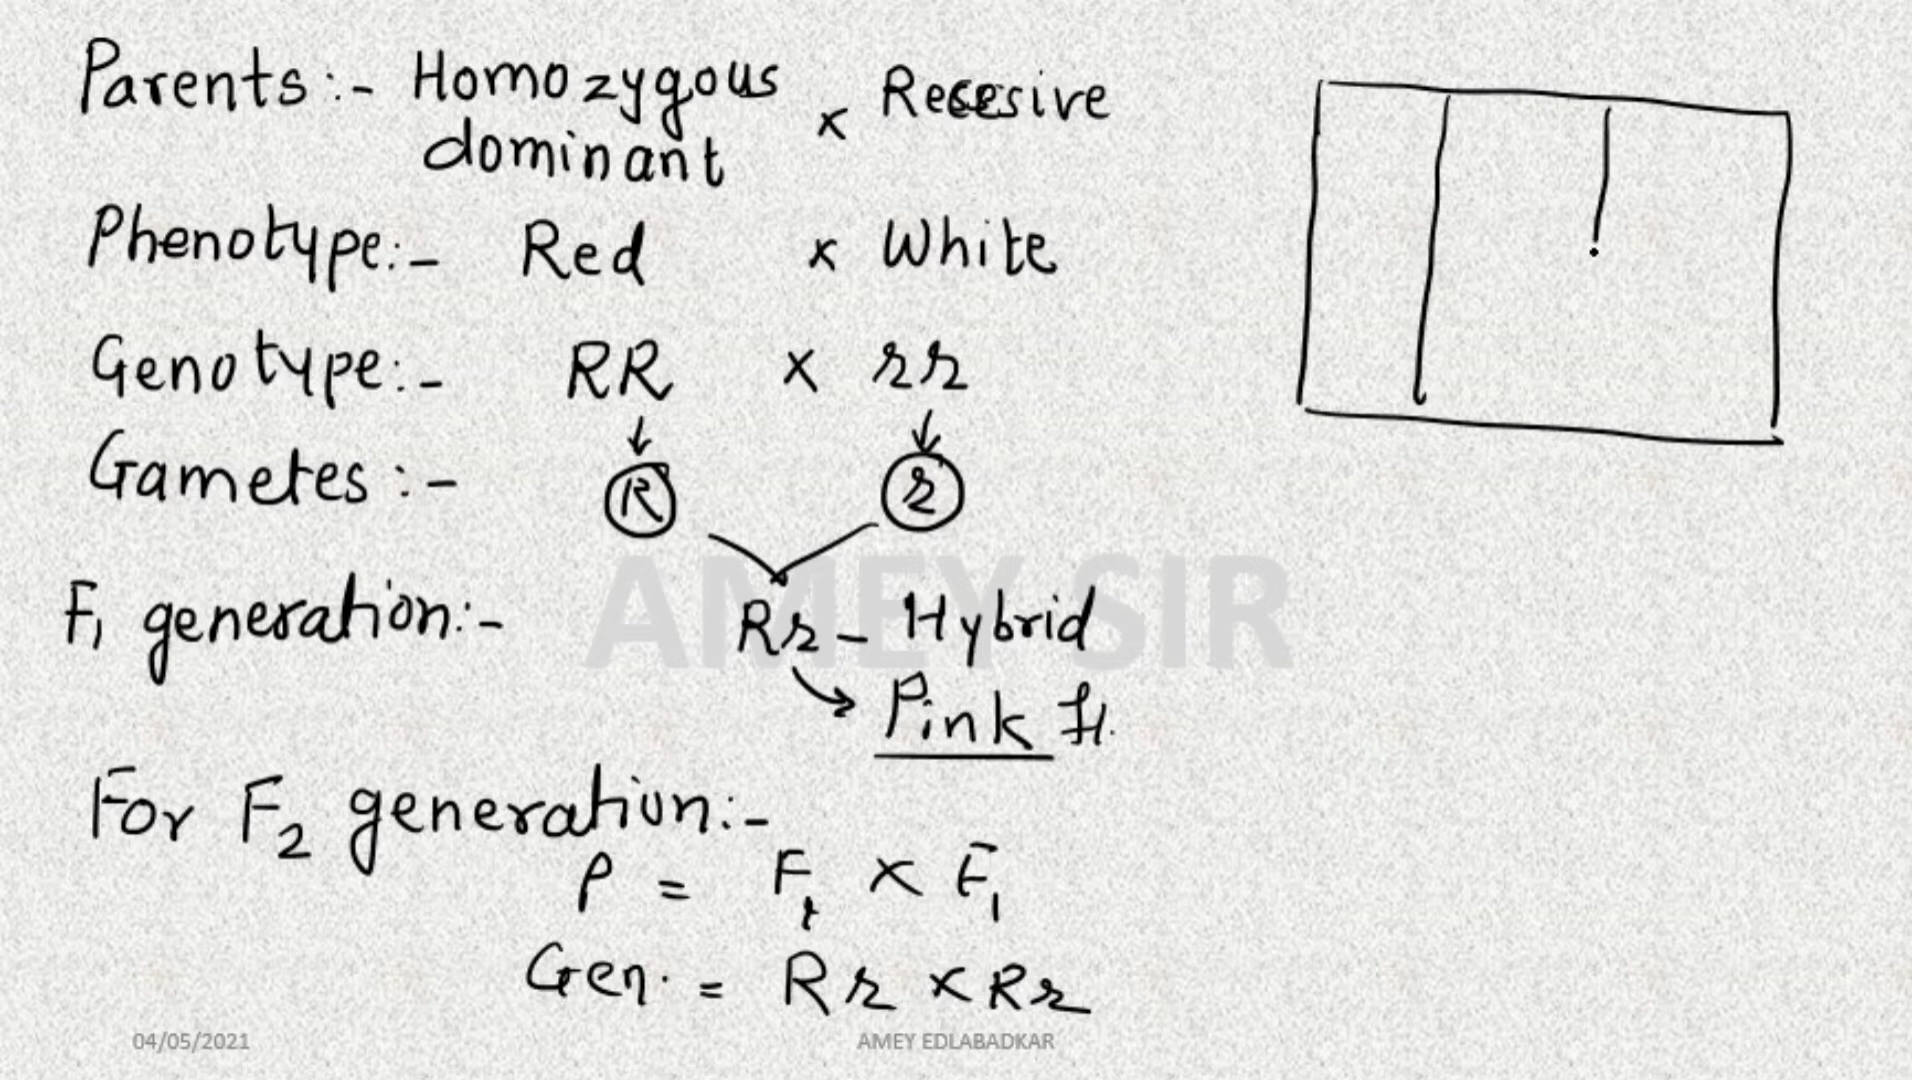 Parents :- Homozygous dominant x Recesive
Phenotype:- Red x White
Genotype:- RR x rr
Gametes :- R r
F1 generation:- Rr - Hybrid
Pink fl.
For F2 generation:-
P = F1 x F1
Gen. = Rr x Rr
AMEY SIR
04/05/2021
AMEY EDLABADKAR